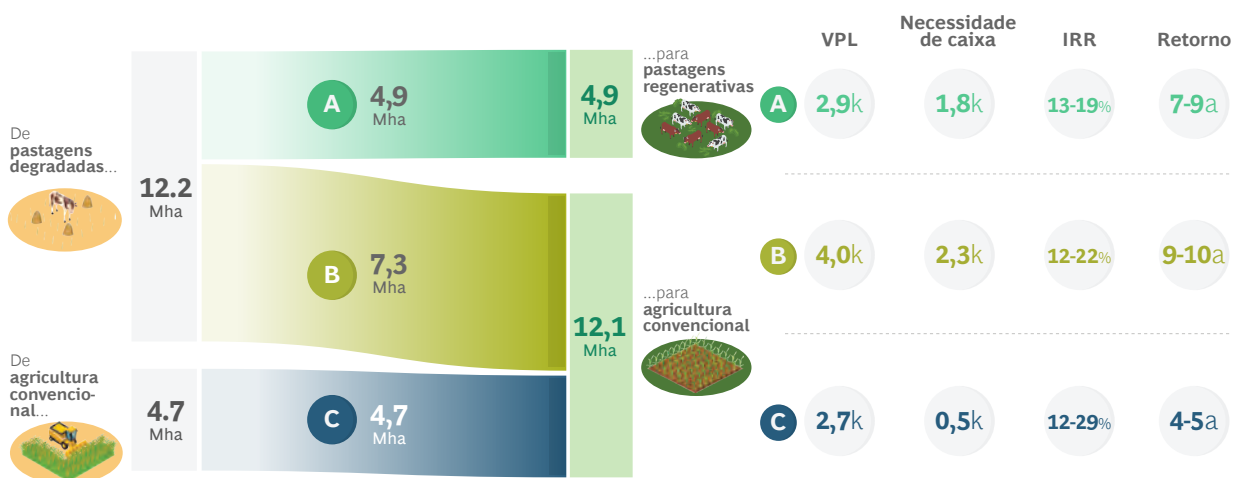 De
pastagens
degradadas...
12.2
Mha
A
4,9
Mha
4,9
Mha
...para
pastagens
regenerativas
B
7,3
Mha
De
agricultura
convencio-
nal...
4.7
Mha
C
4,7
Mha
12,1
Mha
...para
agricultura
convencional
VPL
Necessidade
de caixa
IRR
Retorno
A
2,9k
1,8k
13-19%
7-9a
B
4,0k
2,3k
12-22%
9-10a
C
2,7k
0,5k
12-29%
4-5a